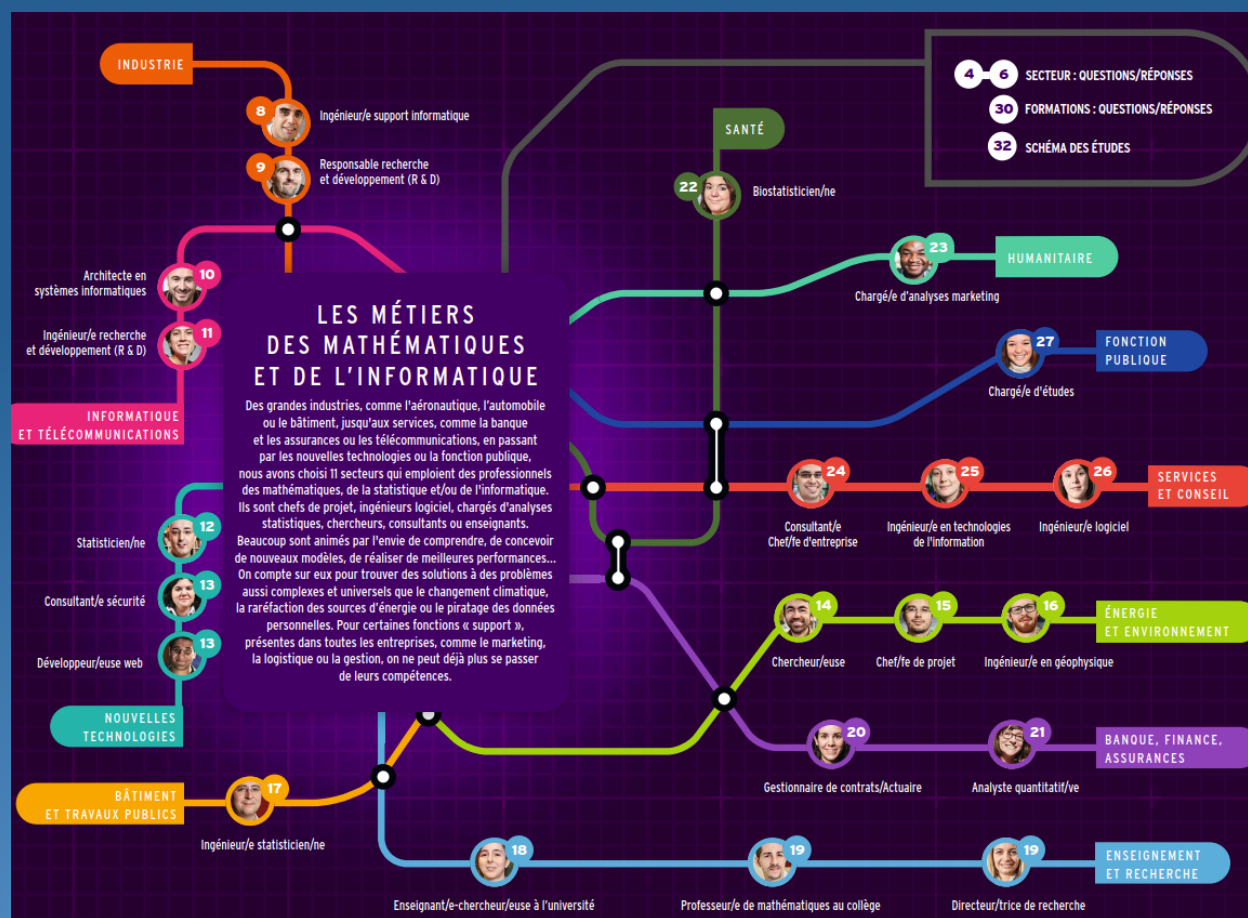 INDUSTRIE
8
Ingénieur/e support informatique
9
Responsable recherche
et développement (R & D)
4
6
SECTEUR : QUESTIONS/RÉPONSES
30
FORMATIONS : QUESTIONS/RÉPONSES
32
SCHÉMA DES ÉTUDES
SANTÉ
22
Biostatisticien/ne
23
HUMANITAIRE
Chargé/e d'analyses marketing
Architecte en
systèmes informatiques
10
Ingénieur/e recherche
et développement (R & D)
11
INFORMATIQUE
ET TÉLÉCOMMUNICATIONS
LES MÉTIERS
DES MATHÉMATIQUES
ET DE L'INFORMATIQUE
Des grandes industries, comme l'aéronautique, l'automobile
ou le bâtiment, jusqu'aux services, comme la banque
et les assurances ou les télécommunications, en passant
par les nouvelles technologies ou la fonction publique,
nous avons choisi 11 secteurs qui emploient des professionnels
des mathématiques, de la statistique et/ou de l'informatique.
Ils sont chefs de projet, ingénieurs logiciel, chargés d'analyses
statistiques, chercheurs, consultants ou enseignants.
Beaucoup sont animés par l'envie de comprendre, de concevoir
de nouveaux modèles, de réaliser de meilleures performances...
On compte sur eux pour trouver des solutions à des problèmes
aussi complexes et universels que le changement climatique,
la raréfaction des sources d'énergie ou le piratage des données
personnelles. Pour certaines fonctions « support »,
présentes dans toutes les entreprises, comme le marketing,
la logistique ou la gestion, on ne peut déjà plus se passer
de leurs compétences.
27
FONCTION
PUBLIQUE
Chargé/e d'études
24
25
26
SERVICES
ET CONSEIL
Consultant/e
Chef/fe d'entreprise
Ingénieur/e en technologies
de l'information
Ingénieur/e logiciel
12
Statisticien/ne
13
Consultant/e sécurité
13
Développeur/euse web
NOUVELLES
TECHNOLOGIES
14
15
16
ÉNERGIE
ET ENVIRONNEMENT
Chercheur/euse
Chef/fe de projet
Ingénieur/e en géophysique
20
21
BANQUE, FINANCE,
ASSURANCES
Gestionnaire de contrats/Actuaire
Analyste quantitatif/ve
BÂTIMENT
ET TRAVAUX PUBLICS
17
Ingénieur/e statisticien/ne
18
19
19
ENSEIGNEMENT
ET RECHERCHE
Enseignant/e-chercheur/euse à l'université
Professeur/e de mathématiques au collège
Directeur/trice de recherche